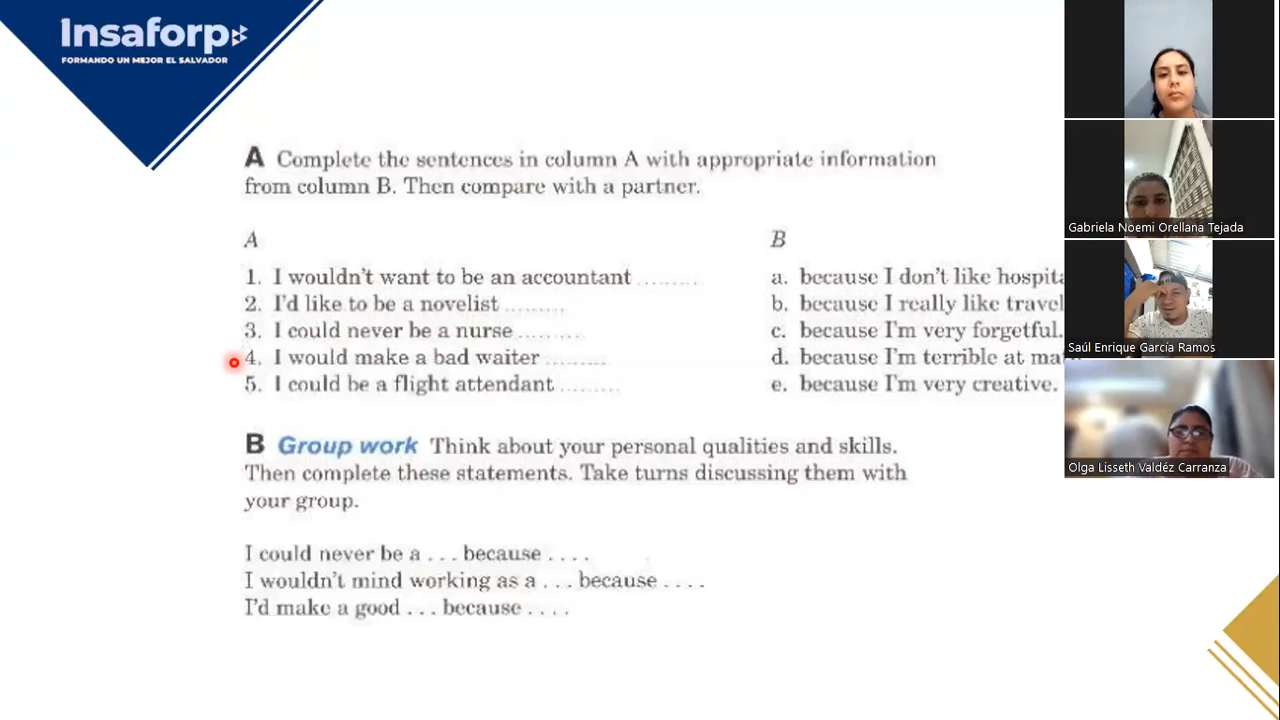 Insaforp
FORMANDO UN MEJOR EL SALVADOR
A Complete the sentences in column A with appropriate information
from column B. Then compare with a partner.
A
1. I wouldn't want to be an accountant .........
2. I'd like to be a novelist .........
3. I could never be a nurse .........
4. I would make a bad waiter .........
5. I could be a flight attendant .........
B
a. because I don't like
b. because I really like
c. because I'm very forgetful.
d. because I'm terrible at
e. because I'm very creative.
B Group work Think about your personal qualities and skills.
Then complete these statements. Take turns discussing them with
your group.
I could never be a . . . because . . . .
I wouldn't mind working as a . . . because . . . .
I'd make a good . . . because . . . .
Gabriela Noemi Orellana Tejada
Saúl Enrique García Ramos
Olga Lisseth Valdéz Carranza